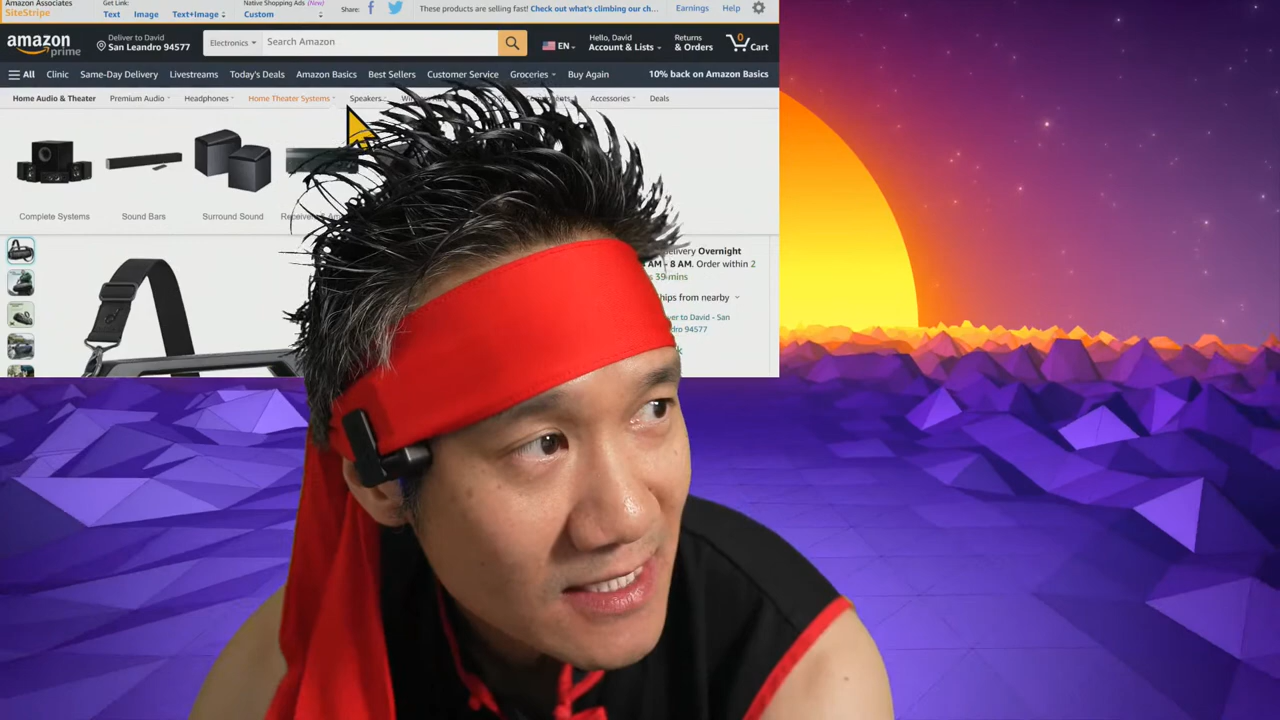 Amazon Associates
SiteStripe
Get Link:
Text Image Text+Image
Native Shopping Ads (New)
Custom
Share:
These products are selling fast! Check out what's climbing our ch...
Earnings Help
amazon
prime
Deliver to David
San Leandro 94577
Electronics
Search Amazon
EN
Hello, David
Account & Lists
Returns
& Orders
0
Cart
All Clinic Same-Day Delivery Livestreams Today's Deals Amazon Basics Best Sellers Customer Service Groceries Buy Again 10% back on Amazon Basics
Home Audio & Theater Premium Audio Headphones Home Theater Systems Speakers Accessories Deals
Complete Systems Sound Bars Surround Sound
Overnight
AM - 8 AM. Order within 2
39 mins
from nearby
to David - San
94577